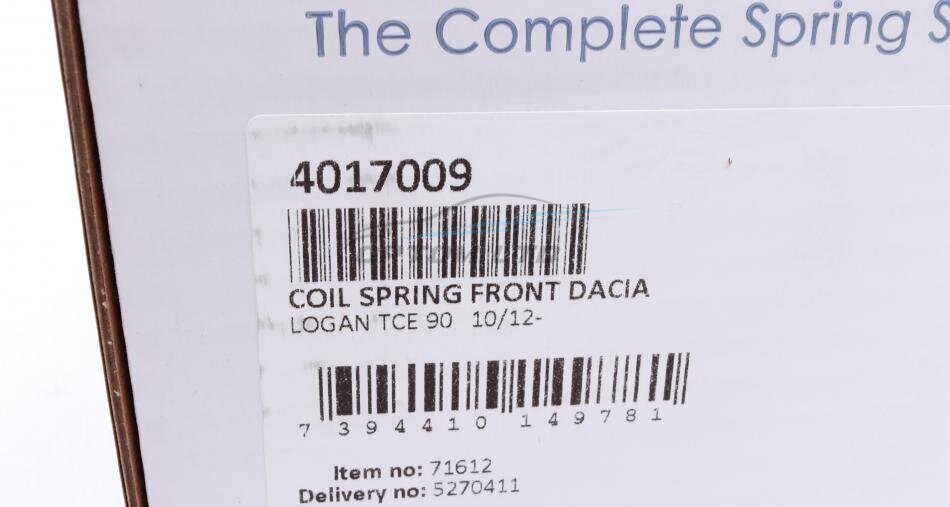 The Complete Spring S
4017009
COIL SPRING FRONT DACIA
LOGAN TCE 90 10/12-
7 394410 149781
Item no: 71612
Delivery no: 5270411